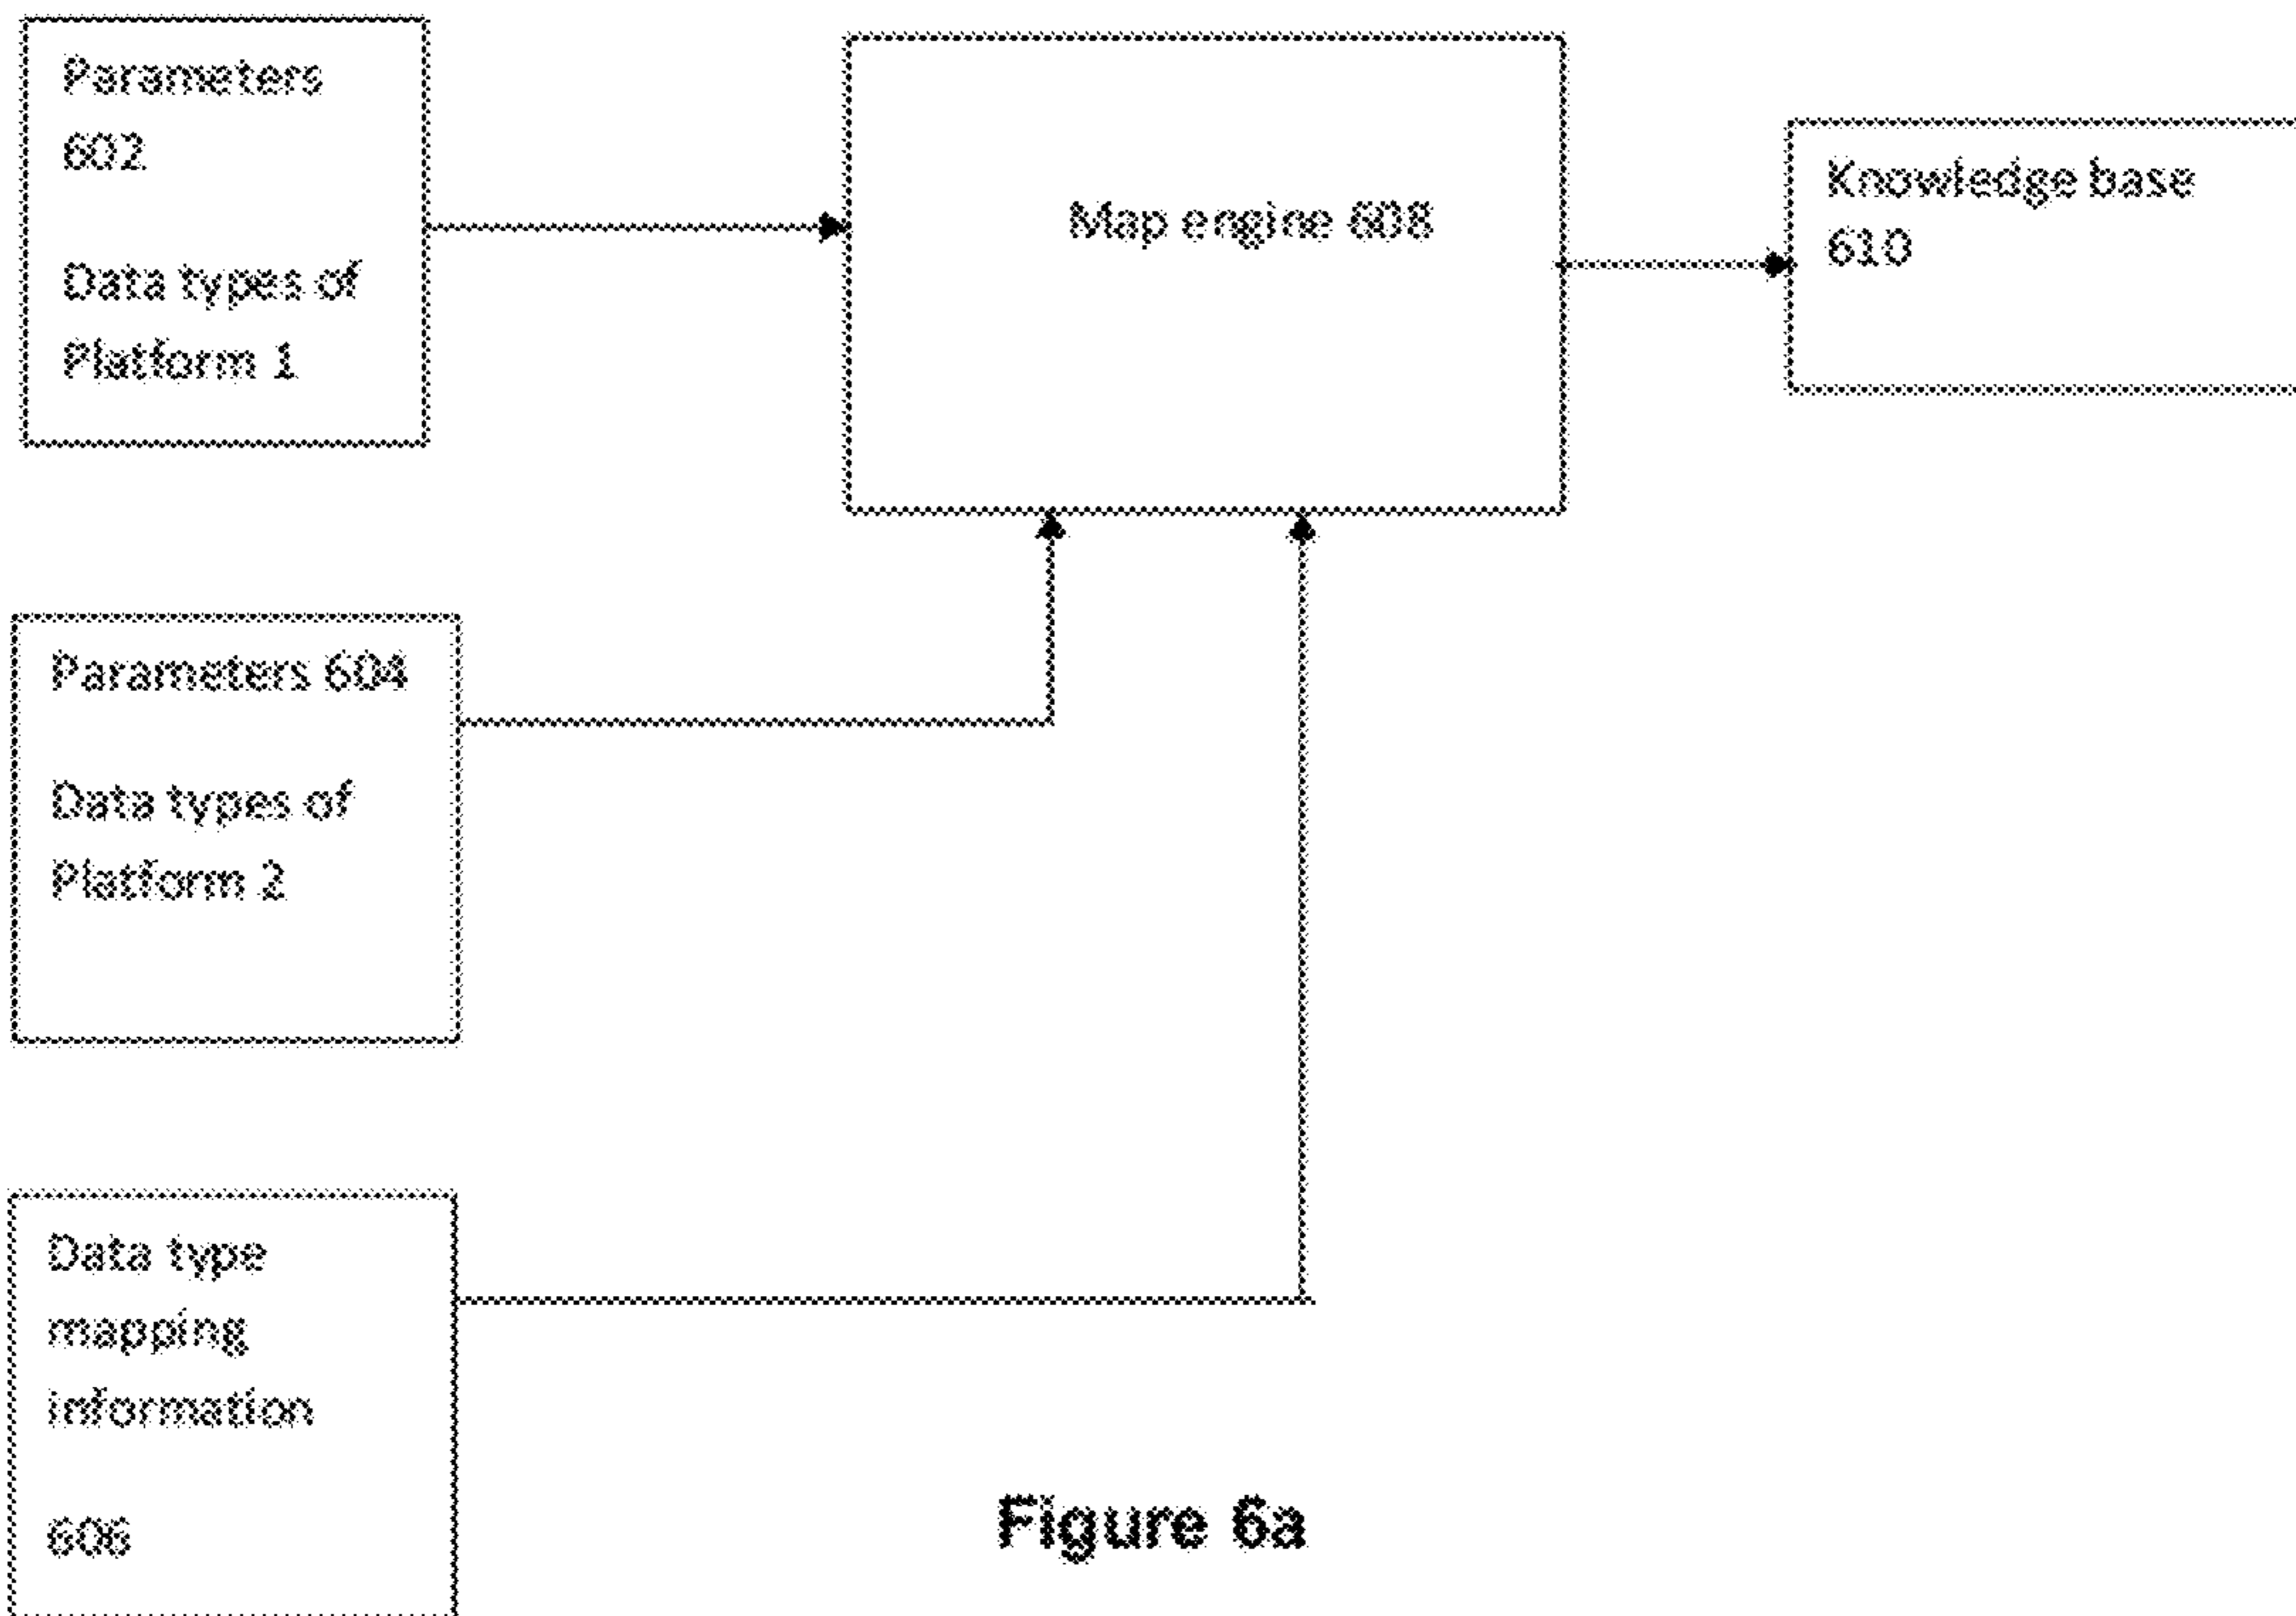 Parameters
602
Data types of
Platform 1
Map engine 608
Knowledge base
610
Parameters 604
Data types of
Platform 2
Data type
mapping
information
606
Figure 6a